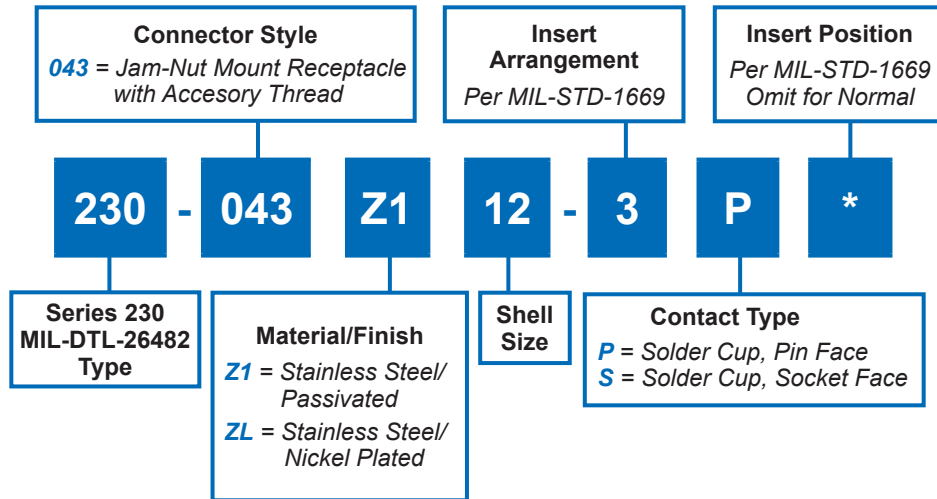 Connector Style
043 = Jam-Nut Mount Receptacle
with Accesory Thread
Insert
Arrangement
Per MIL-STD-1669
Insert Position
Per MIL-STD-1669
Omit for Normal
230 - 043 Z1 12 - 3 P *
Series 230
MIL-DTL-26482
Type
Material/Finish
Z1 = Stainless Steel/
Passivated
ZL = Stainless Steel/
Nickel Plated
Shell
Size
Contact Type
P = Solder Cup, Pin Face
S = Solder Cup, Socket Face